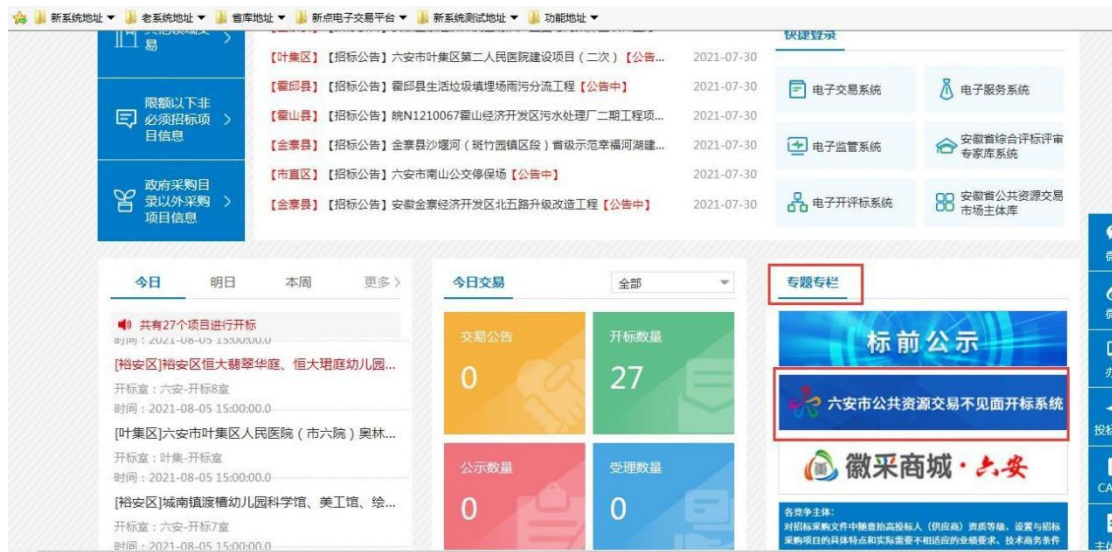 新系统地址 ▼ 老系统地址 ▼ 省库地址 ▼ 新点电子交易平台 ▼ 新系统测试地址 ▼ 功能地址 ▼
易
限额以下非
必须招标项
目信息
政府采购目
录以外采购
项目信息
【叶集区】【招标公告】六安市叶集区第二人民医院建设项目（二次）【公告... 2021-07-30
【霍邱县】【招标公告】霍邱县生活垃圾填埋场雨污分流工程【公告中】 2021-07-30
【霍山县】【招标公告】皖N1210067霍山经济开发区污水处理厂二期工程项... 2021-07-30
【金寨县】【招标公告】金寨县沙堰河（斑竹园镇区段）省级示范幸福河湖建... 2021-07-30
【市直区】【招标公告】六安市南山公交停保场【公告中】 2021-07-30
【金寨县】【招标公告】安徽金寨经济开发区北五路升级改造工程【公告中】 2021-07-30
快捷登录
电子交易系统
电子服务系统
电子监管系统
安徽省综合评标评审
专家库系统
电子开评标系统
安徽省公共资源交易
市场主体库
今日 明日 本周 更多 >
共有27个项目进行开标
时间：2021-08-05 15:00:00.0
[裕安区]裕安区恒大翡翠华庭、恒大珺庭幼儿园...
开标室：六安-开标8室
时间：2021-08-05 15:00:00.0
[叶集区]六安市叶集区人民医院（市六院）奥林...
开标室：叶集-开标室
时间：2021-08-05 15:00:00.0
[裕安区]城南镇渡槽幼儿园科学馆、美工馆、绘...
开标室：六安-开标7室
时间：2021-08-05 15:00:00.0
今日交易
全部
交易公告
0
开标数量
27
公示数量
0
受理数量
0
专题专栏
标前公示
六安市公共资源交易不见面开标系统
徽采商城·六安
各竞争主体：
对招标采购文件中随意抬高投标人（供应商）资质等级、设置与招标
采购项目的具体特点和实际需要不相适应的业绩要求、技术商务条件
投标
CA